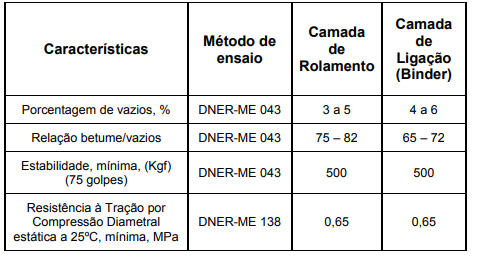 Características
Método de
ensaio
Camada
de
Rolamento
Camada
de
Ligação
(Binder)
Porcentagem de vazios, %
DNER-ME 043
3 a 5
4 a 6
Relação betume/vazios
DNER-ME 043
75 – 82
65 – 72
Estabilidade, mínima, (Kgf)
(75 golpes)
DNER-ME 043
500
500
Resistência à Tração por
Compressão Diametral
estática a 25ºC, mínima, MPa
DNER-ME 138
0,65
0,65